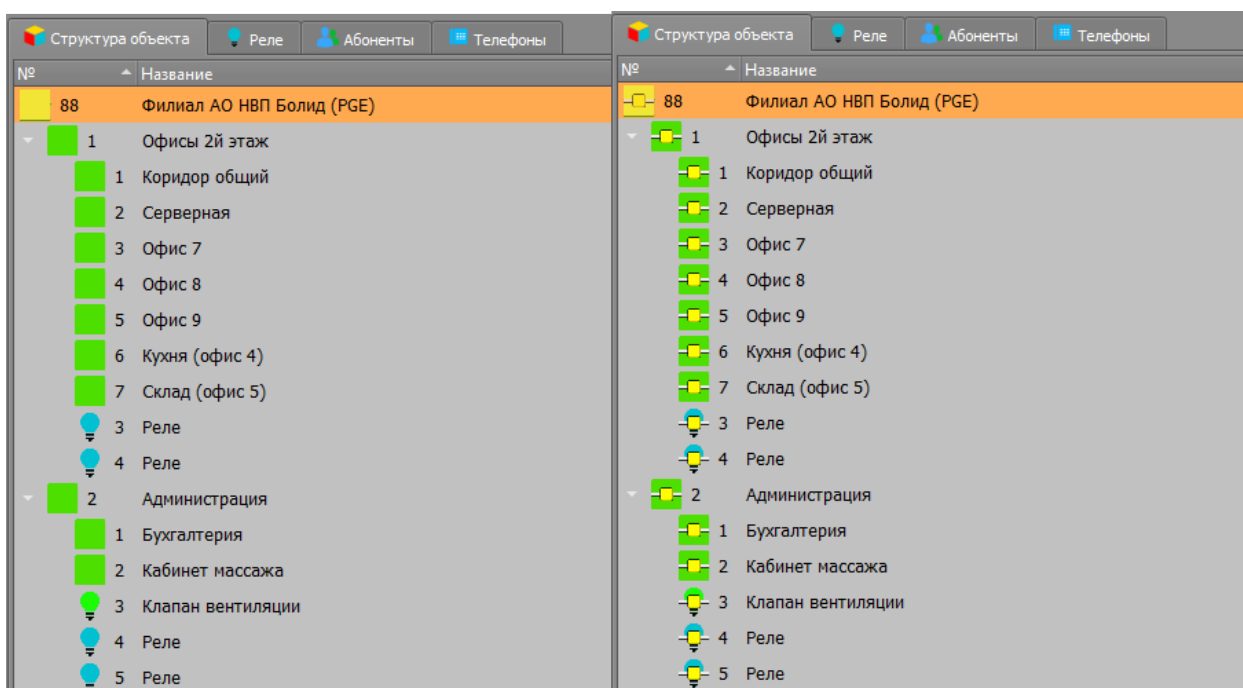 Структура объекта Реле Абоненты Телефоны
№ Название
88 Филиал АО НВП Болид (PGE)
1 Офисы 2й этаж
1 Коридор общий
2 Серверная
3 Офис 7
4 Офис 8
5 Офис 9
6 Кухня (офис 4)
7 Склад (офис 5)
3 Реле
4 Реле
2 Администрация
1 Бухгалтерия
2 Кабинет массажа
3 Клапан вентиляции
4 Реле
5 Реле
Структура объекта Реле Абоненты Телефоны
№ Название
88 Филиал АО НВП Болид (PGE)
1 Офисы 2й этаж
1 Коридор общий
2 Серверная
3 Офис 7
4 Офис 8
5 Офис 9
6 Кухня (офис 4)
7 Склад (офис 5)
3 Реле
4 Реле
2 Администрация
1 Бухгалтерия
2 Кабинет массажа
3 Клапан вентиляции
4 Реле
5 Реле